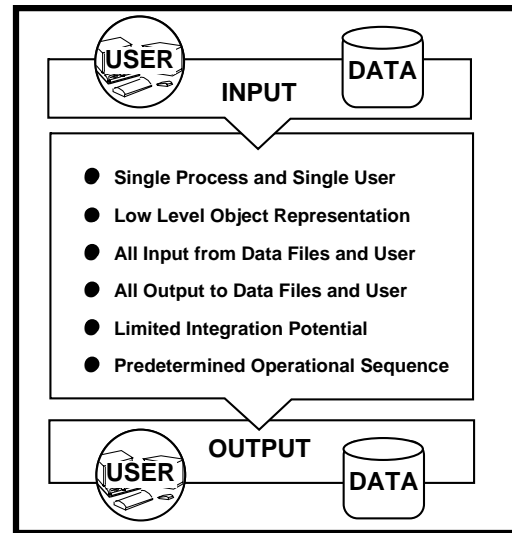 USER
DATA
INPUT
Single Process and Single User
Low Level Object Representation
All Input from Data Files and User
All Output to Data Files and User
Limited Integration Potential
Predetermined Operational Sequence
OUTPUT
USER
DATA